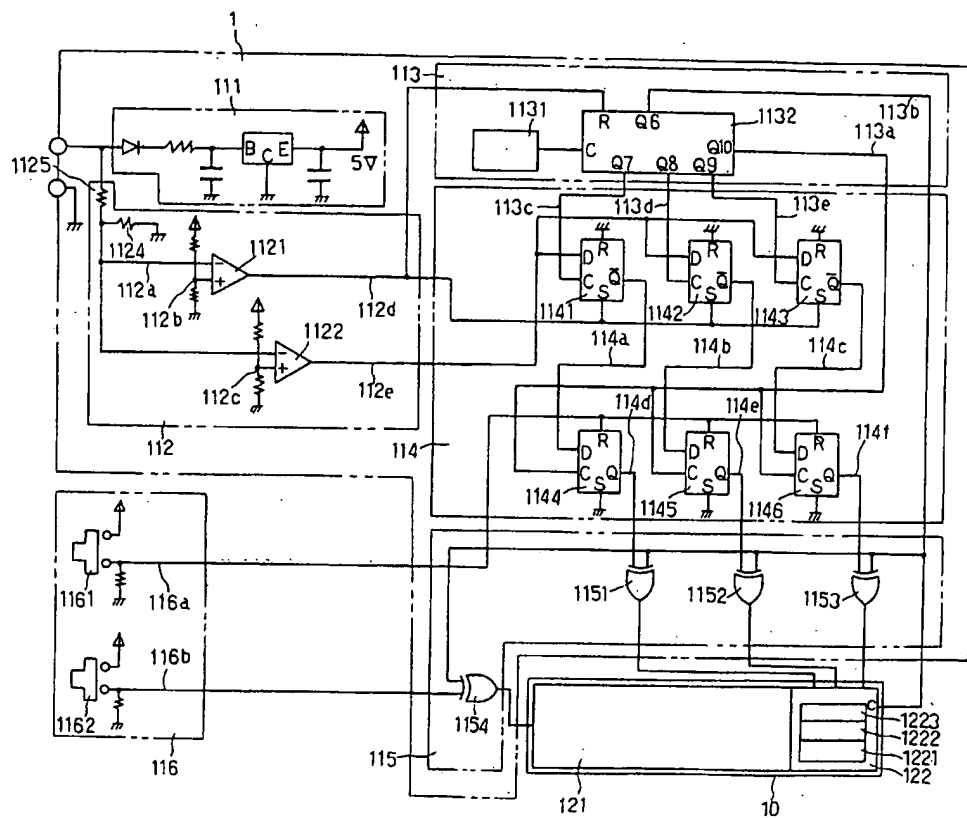 1
113
113b
111
1131
R Q6
1132
113a
C
Q10
B C E
5V
Q7 Q8 Q9
1125
113c
113d
113e
1124
1121
R
R
R
D
D
D
112a
−
+
C
Q̅
C
Q̅
C
Q̅
S
S
S
112b
112d
1141
1142
1143
1122
−
+
114a
114b
114c
112c
112e
114d
114e
112
114
R
R
R
114f
D
D
D
C
Q
C
Q
C
Q
S
S
S
1144
1145
1146
1161
116a
1151
1152
1153
116b
1162
1154
C
1223
1222
1221
116
115
121
122
10